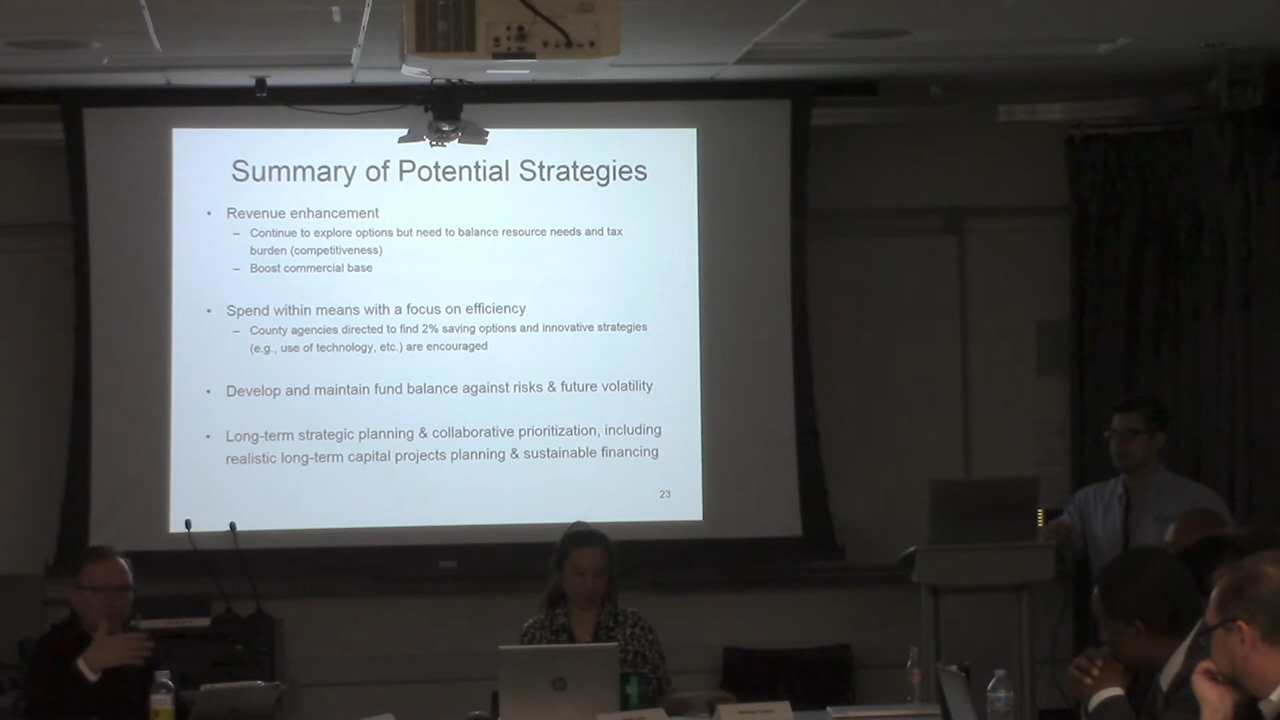 Summary of Potential Strategies
• Revenue enhancement
– Continue to explore options but need to balance resource needs and tax
burden (competitiveness)
– Boost commercial base
• Spend within means with a focus on efficiency
– County agencies directed to find 2% saving options and innovative strategies
(e.g., use of technology, etc.) are encouraged
• Develop and maintain fund balance against risks & future volatility
• Long-term strategic planning & collaborative prioritization, including
realistic long-term capital projects planning & sustainable financing
23
hp